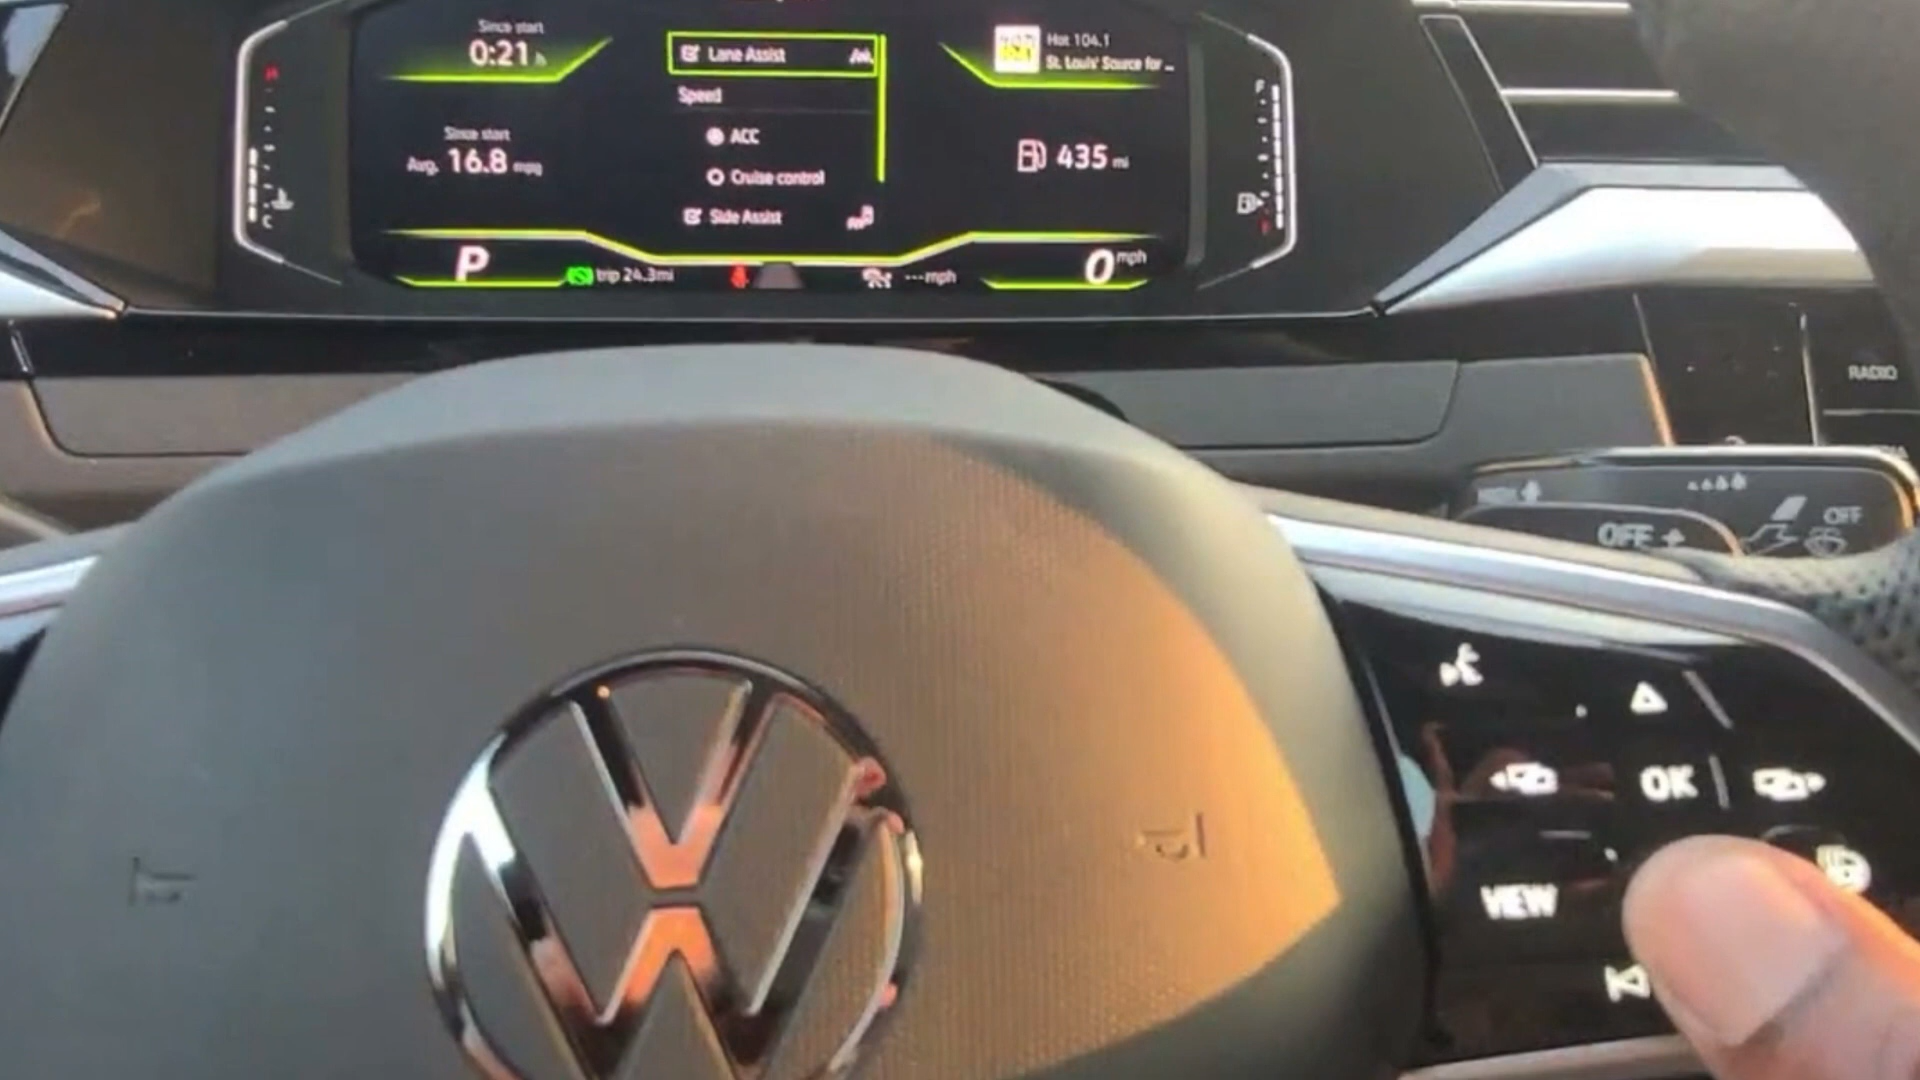 Since start
0:21 h
Lane Assist
Hot 104.1
St. Louis' Source for ...
Speed
ACC
Since start
Avg. 16.8 mpg
435 mi
Cruise control
Side Assist
H
C
F
P
trip 24.3mi
---mph
0 mph
RADIO
OFF
OFF
OK
VIEW